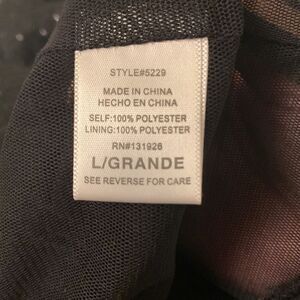 STYLE#5229
MADE IN CHINA
HECHO EN CHINA
SELF:100% POLYESTER
LINING:100% POLYESTER
RN#131926
L/GRANDE
SEE REVERSE FOR CARE